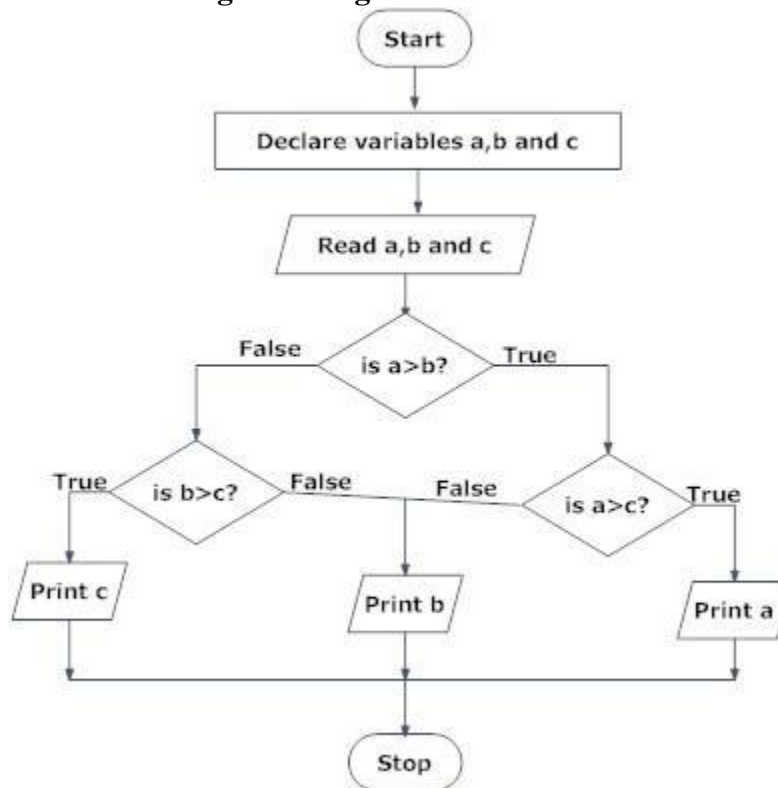 Start
Declare variables a,b and c
Read a,b and c
is a>b?
False
True
is b>c?
True
False
is a>c?
False
True
Print c
Print b
Print a
Stop